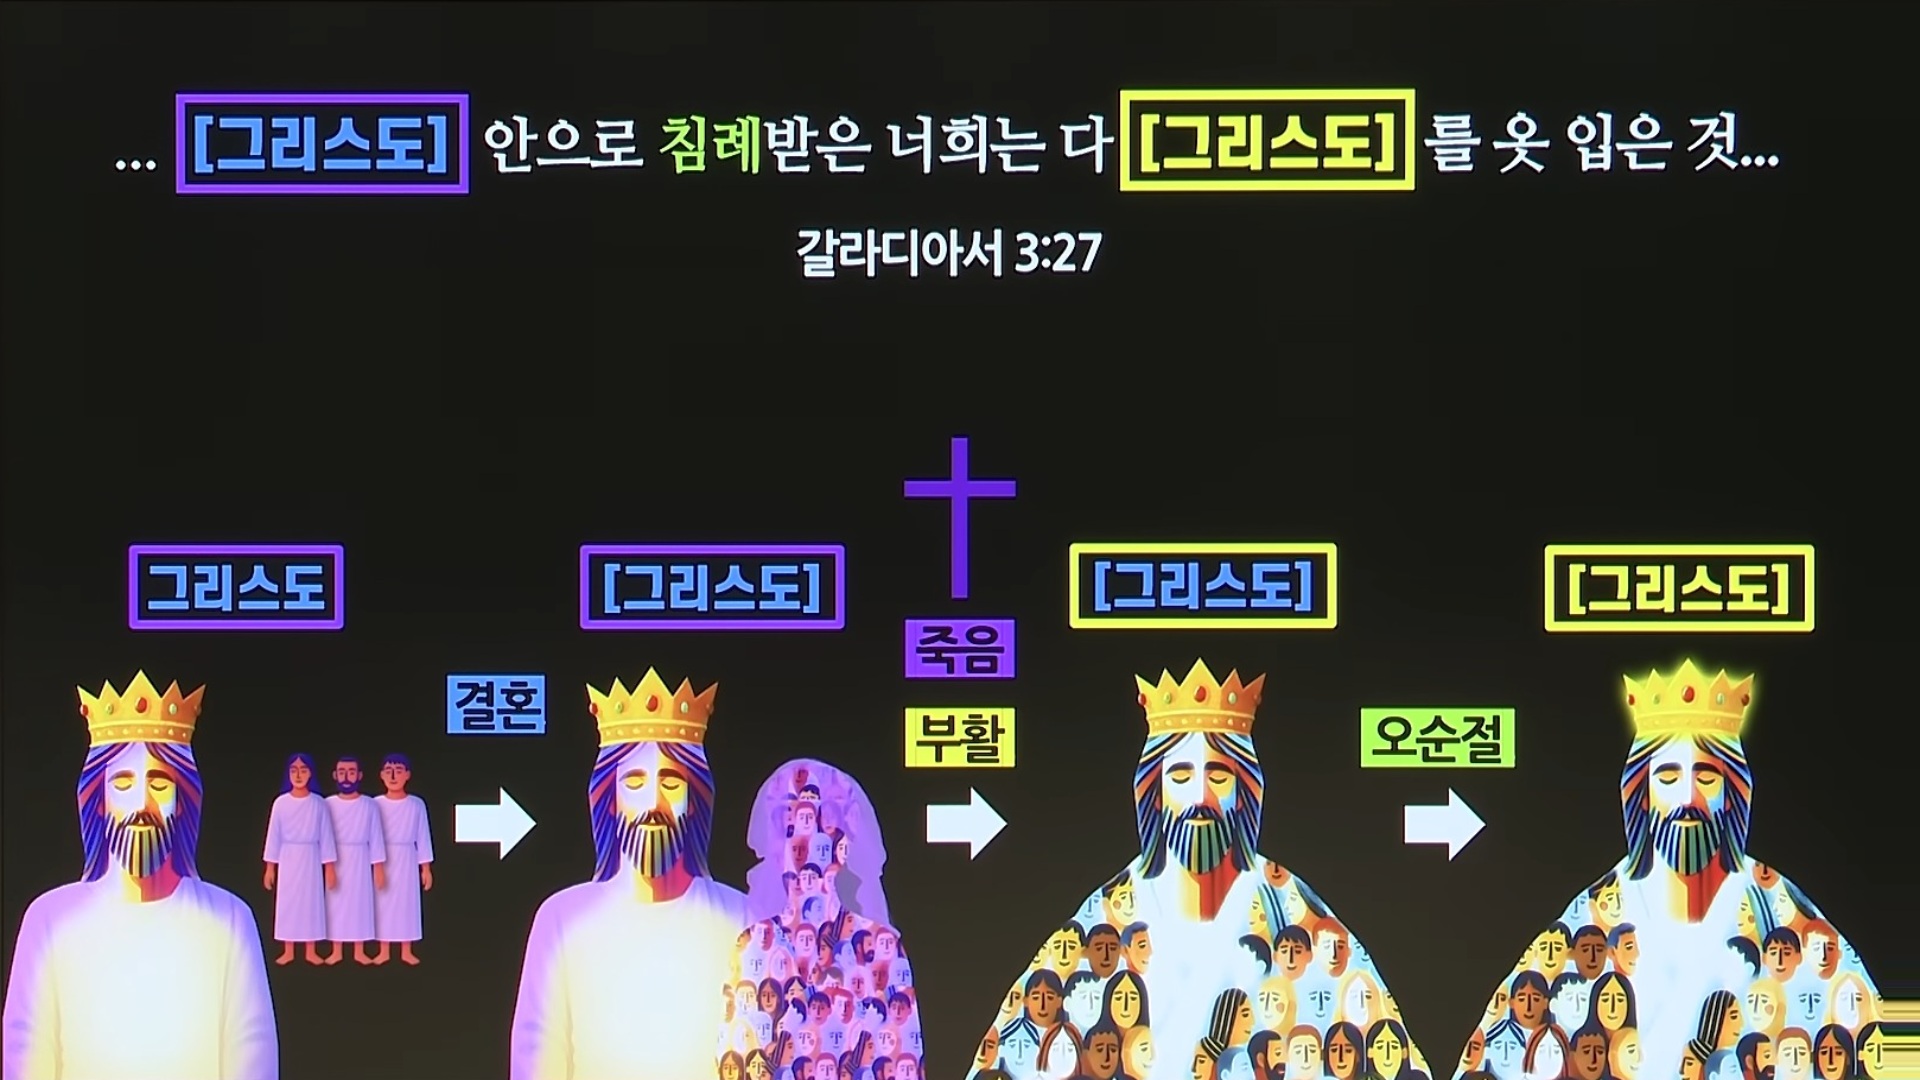 ... [그리스도] 안으로 침례받은 너희는 다 [그리스도]를 옷 입은 것...
갈라디아서 3:27
그리스도
[그리스도]
[그리스도]
[그리스도]
결혼
죽음
부활
오순절